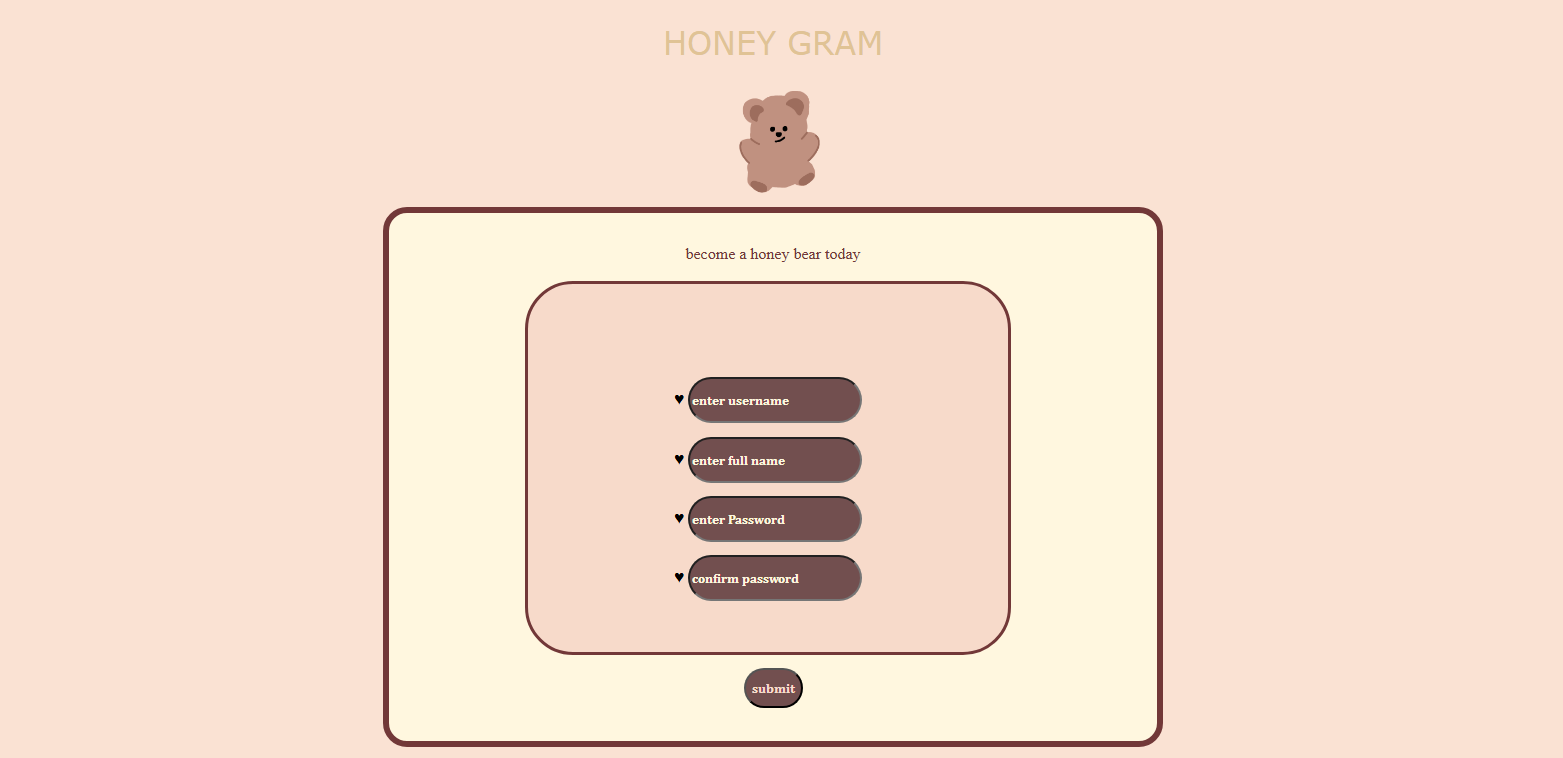 HONEY GRAM
become a honey bear today
♥ enter username
♥ enter full name
♥ enter Password
♥ confirm password
submit